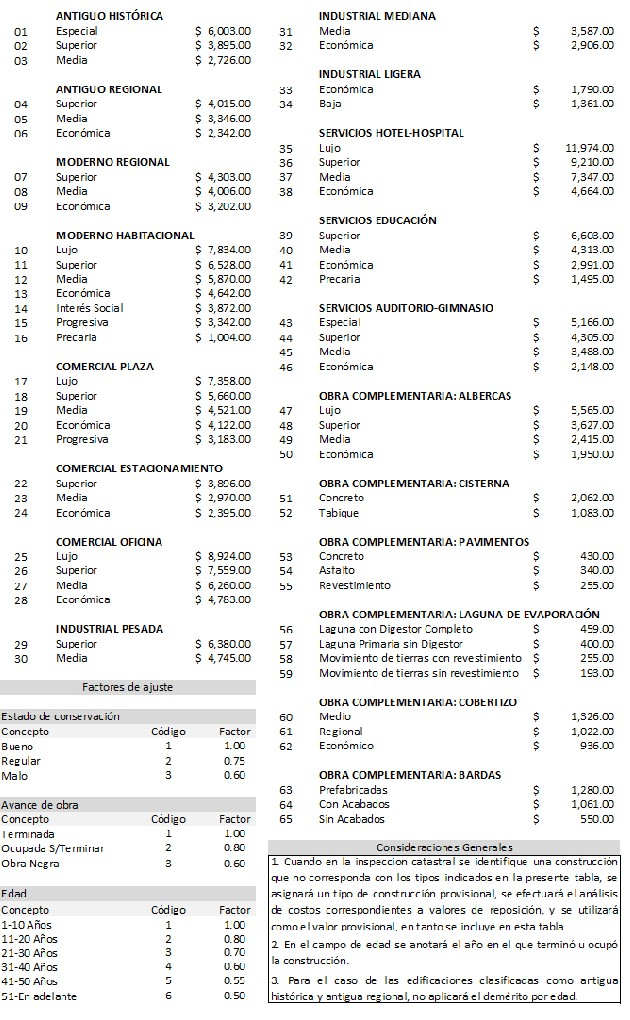 ANTIGUO HISTÓRICA
01 Especial $ 6,003.00
02 Superior $ 3,895.00
03 Media $ 2,726.00
ANTIGUO REGIONAL
04 Superior $ 4,015.00
05 Media $ 3,346.00
06 Económica $ 2,342.00
MODERNO REGIONAL
07 Superior $ 4,303.00
08 Media $ 4,006.00
09 Económica $ 3,202.00
MODERNO HABITACIONAL
10 Lujo $ 7,834.00
11 Superior $ 6,528.00
12 Media $ 5,870.00
13 Económica $ 4,642.00
14 Interés Social $ 3,872.00
15 Progresiva $ 3,342.00
16 Precaria $ 1,004.00
COMERCIAL PLAZA
17 Lujo $ 7,358.00
18 Superior $ 5,660.00
19 Media $ 4,521.00
20 Económica $ 4,122.00
21 Progresiva $ 3,183.00
COMERCIAL ESTACIONAMIENTO
22 Superior $ 3,896.00
23 Media $ 2,970.00
24 Económica $ 2,395.00
COMERCIAL OFICINA
25 Lujo $ 8,924.00
26 Superior $ 7,559.00
27 Media $ 6,260.00
28 Económica $ 4,783.00
INDUSTRIAL PESADA
29 Superior $ 6,380.00
30 Media $ 4,745.00
Factores de ajuste
Estado de conservación
Concepto Código Factor
Bueno 1 1.00
Regular 2 0.75
Malo 3 0.60
Avance de obra
Concepto Código Factor
Terminada 1 1.00
Ocupada S/Terminar 2 0.80
Obra Negra 3 0.60
Edad
Concepto Código Factor
1-10 Años 1 1.00
11-20 Años 2 0.80
21-30 Años 3 0.70
31-40 Años 4 0.60
41-50 Años 5 0.55
51-En adelante 6 0.50
INDUSTRIAL MEDIANA
31 Media $ 3,587.00
32 Económica $ 2,906.00
INDUSTRIAL LIGERA
33 Económica $ 1,790.00
34 Baja $ 1,361.00
SERVICIOS HOTEL-HOSPITAL
35 Lujo $ 11,974.00
36 Superior $ 9,210.00
37 Media $ 7,347.00
38 Económica $ 4,664.00
SERVICIOS EDUCACIÓN
39 Superior $ 6,603.00
40 Media $ 4,313.00
41 Económica $ 2,991.00
42 Precaria $ 1,495.00
SERVICIOS AUDITORIO-GIMNASIO
43 Especial $ 5,166.00
44 Superior $ 4,305.00
45 Media $ 3,488.00
46 Económica $ 2,148.00
OBRA COMPLEMENTARIA: ALBERCAS
47 Lujo $ 5,565.00
48 Superior $ 3,627.00
49 Media $ 2,415.00
50 Económica $ 1,950.00
OBRA COMPLEMENTARIA: CISTERNA
51 Concreto $ 2,062.00
52 Tabique $ 1,083.00
OBRA COMPLEMENTARIA: PAVIMENTOS
53 Concreto $ 430.00
54 Asfalto $ 340.00
55 Revestimiento $ 255.00
OBRA COMPLEMENTARIA: LAGUNA DE EVAPORACIÓN
56 Laguna con Digestor Completo $ 459.00
57 Laguna Primaria sin Digestor $ 400.00
58 Movimiento de tierras con revestimiento $ 255.00
59 Movimiento de tierras sin revestimiento $ 193.00
OBRA COMPLEMENTARIA: COBERTIZO
60 Medio $ 1,326.00
61 Regional $ 1,022.00
62 Económico $ 936.00
OBRA COMPLEMENTARIA: BARDAS
63 Prefabricadas $ 1,280.00
64 Con Acabados $ 1,061.00
65 Sin Acabados $ 550.00
Consideraciones Generales
1. Cuando en la inspeccion catastral se identifique una construcción
que no corresponda con los tipos indicados en la presente tabla, se
asignará un tipo de construcción provisional, se efectuará el análisis
de costos correspondientes a valores de reposición, y se utilizará
como el valor provisional, en tanto se incluye en esta tabla
2. En el campo de edad se anotará el año en el que terminó u ocupó
la construcción.
3. Para el caso de las edificaciones clasificacas como antigua
histórica y antigua regional, no aplicará el demérito por edad.